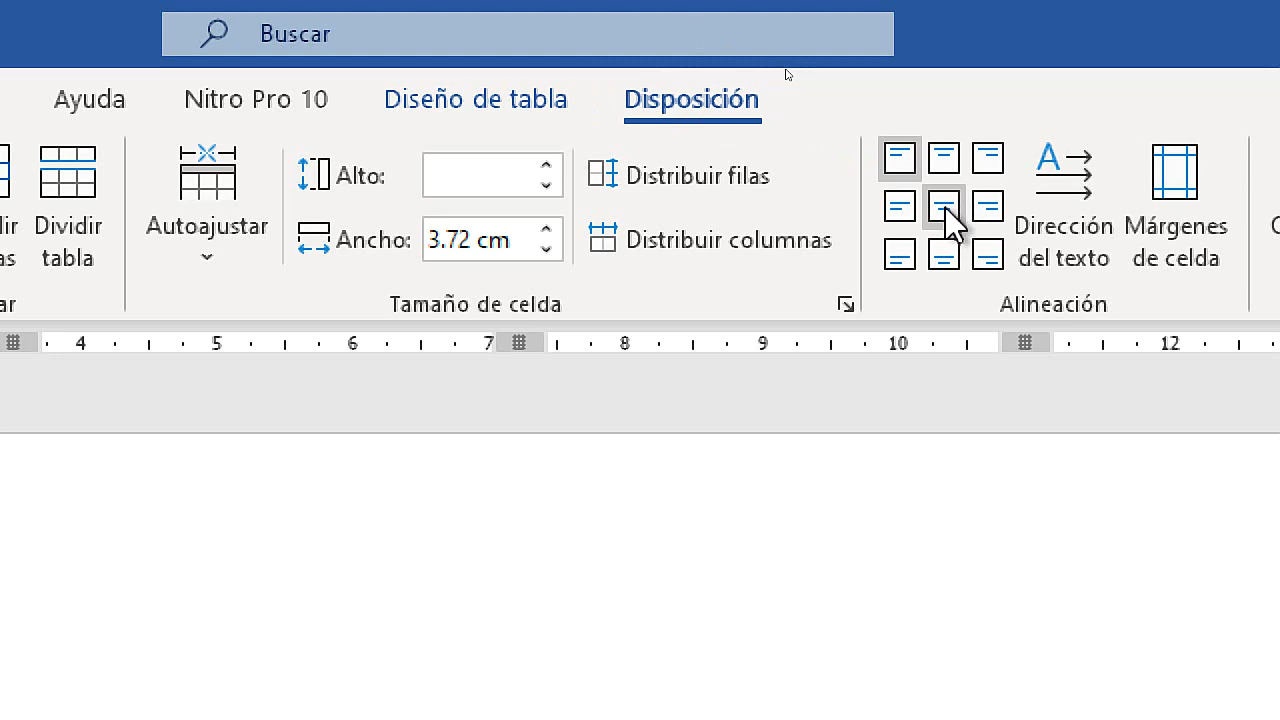 Buscar
Ayuda Nitro Pro 10 Diseño de tabla Disposición
Alto: Distribuir filas
Dividir tabla Autoajustar Ancho: 3.72 cm Distribuir columnas
Dirección del texto Márgenes de celda
Tamaño de celda Alineación
4 5 6 7 8 9 10 12